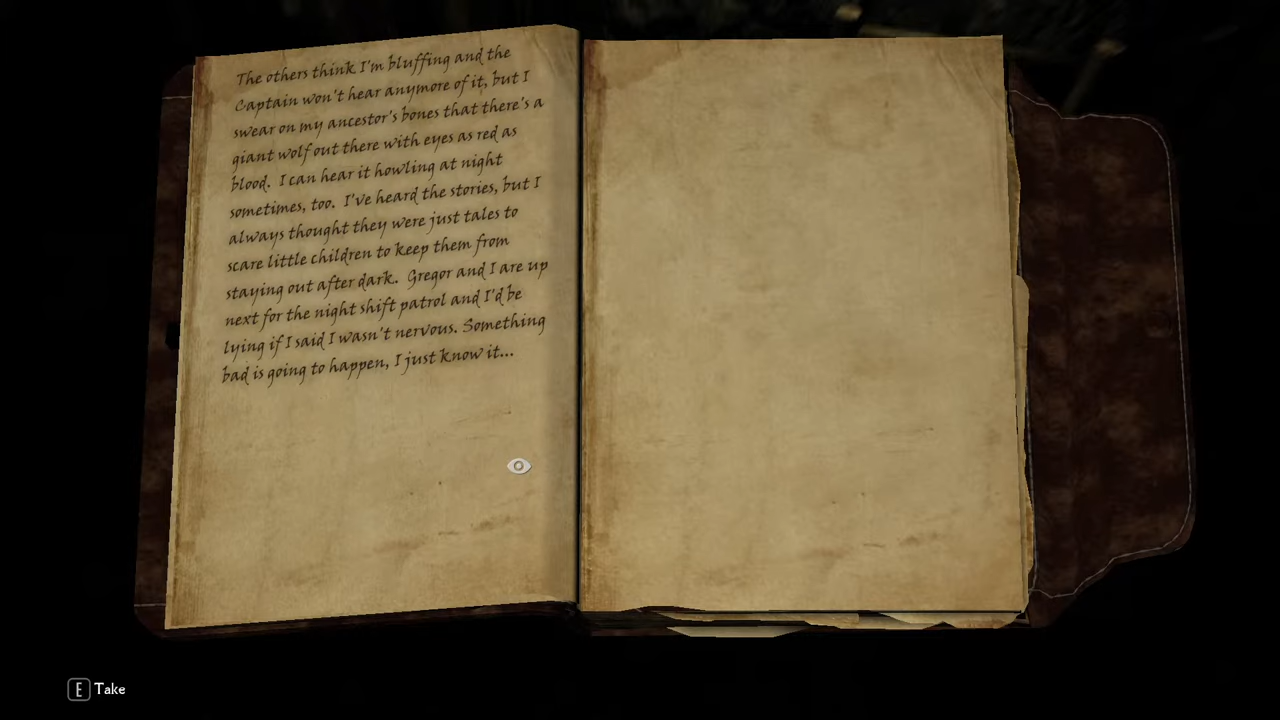 The others think I'm bluffing and the
Captain won't hear anymore of it, but I
swear on my ancestor's bones that there's a
giant wolf out there with eyes as red as
blood. I can hear it howling at night
sometimes, too. I've heard the stories, but I
always thought they were just tales to
scare little children to keep them from
staying out after dark. Gregor and I are up
next for the night shift patrol and I'd be
lying if I said I wasn't nervous. Something
bad is going to happen, I just know it...
E Take